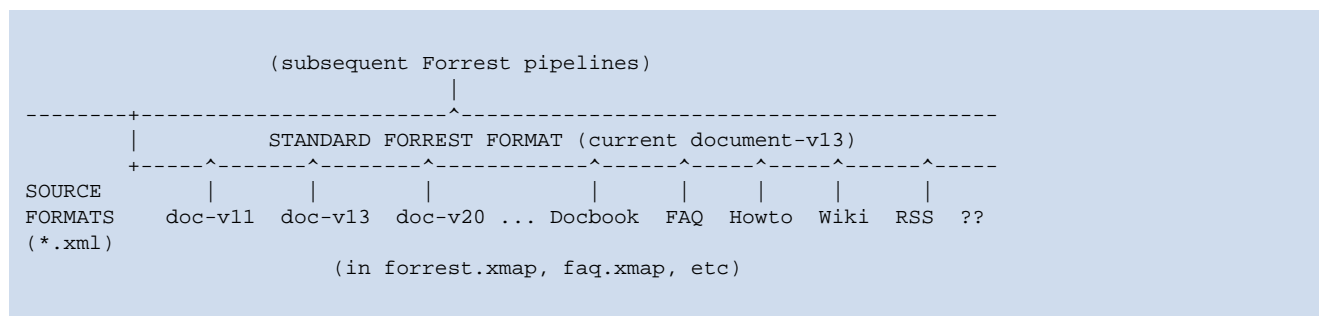 (subsequent Forrest pipelines)
|
--------+------------------------^------------------------------------------
| STANDARD FORREST FORMAT (current document-v13)
+-----^-------^--------^------------^------^-----^-----^------^-----
SOURCE | | | | | | | |
FORMATS doc-v11 doc-v13 doc-v20 ... Docbook FAQ Howto Wiki RSS ??
(*.xml)
(in forrest.xmap, faq.xmap, etc)